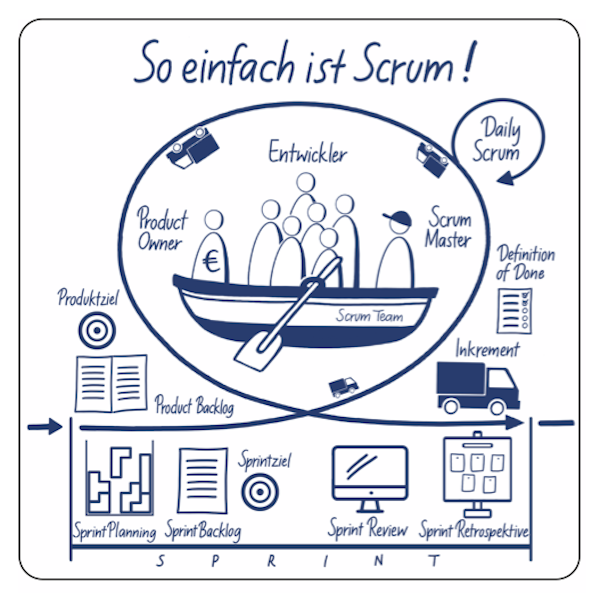 So einfach ist Scrum!
Daily
Scrum
Entwickler
Product
Owner
Scrum
Master
€
Definition
of Done
Produktziel
Scrum Team
Inkrement
Product Backlog
Sprintziel
Sprint Planning
Sprint Backlog
Sprint Review
Sprint Retrospektive
SPRINT